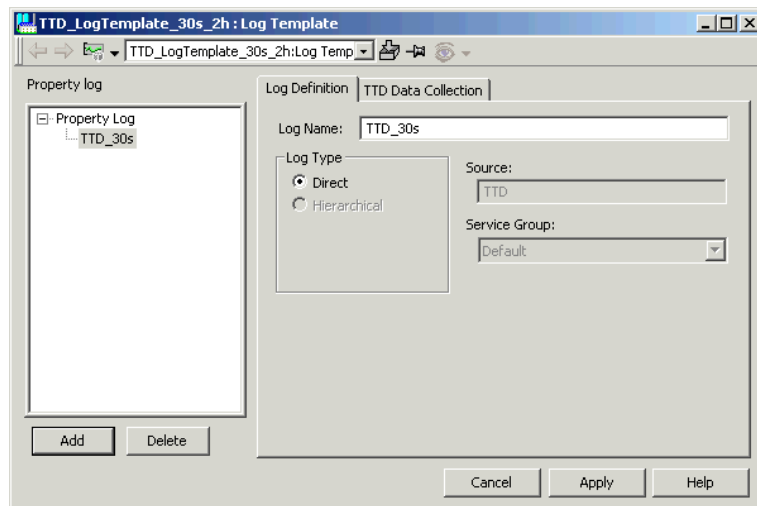 TTD_LogTemplate_30s_2h : Log Template
TTD_LogTemplate_30s_2h:Log Temp
Property log
Property Log
TTD_30s
Log Definition
TTD Data Collection
Log Name:
TTD_30s
Log Type
Direct
Hierarchical
Source:
TTD
Service Group:
Default
Add
Delete
Cancel
Apply
Help